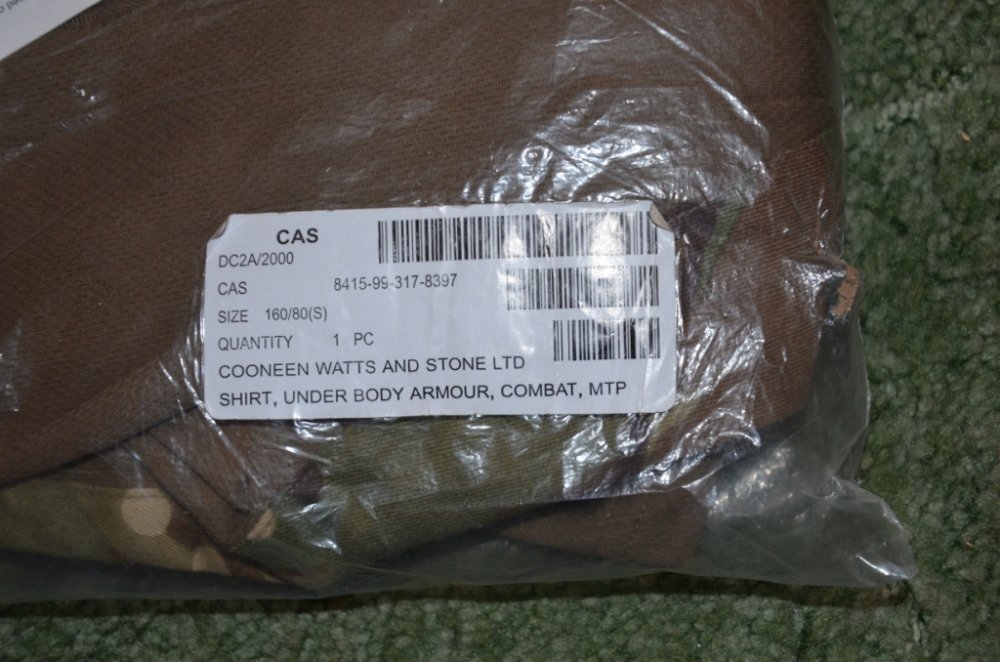 CAS
DC2A/2000
CAS 8415-99-317-8397
SIZE 160/80(S)
QUANTITY 1 PC
COONEEN WATTS AND STONE LTD
SHIRT, UNDER BODY ARMOUR, COMBAT, MTP